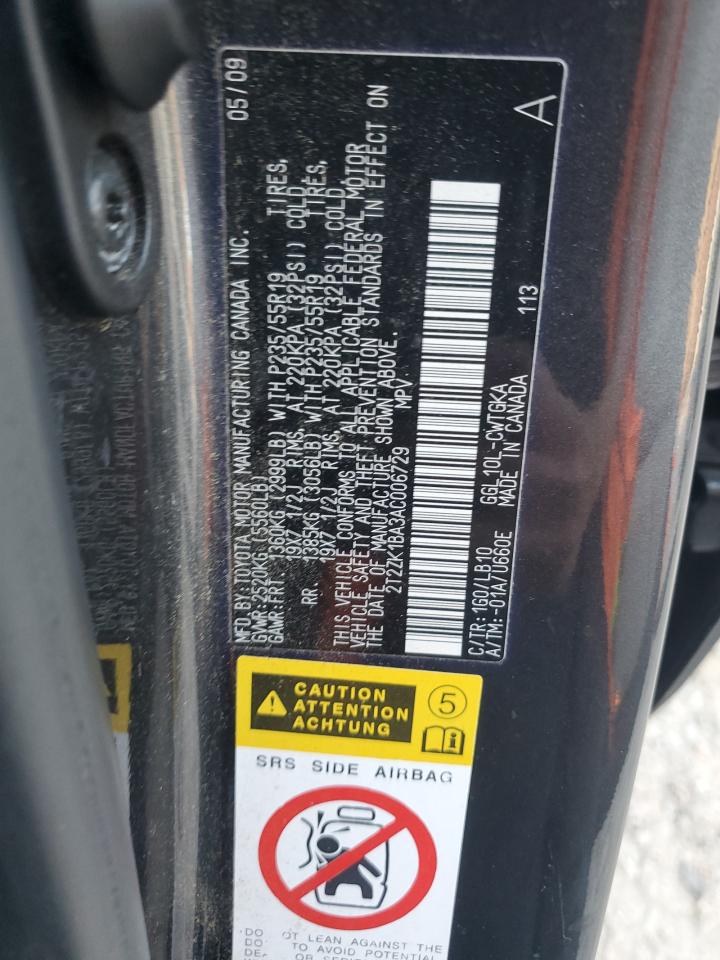 MFD.BY:TOYOTA MOTOR MANUFACTURING CANADA INC. 05/09
GVWR:2520KG (5560LB)
GAWR:FRT. 1360KG (2999LB) WITH P235/55R19 TIRES,
19X7 1/2J RIMS, AT 220KPA (32PSI) COLD
RR. 1385KG (3056LB) WITH P235/55R19 TIRES,
19X7 1/2J RIMS, AT 220KPA (32PSI) COLD
THIS VEHICLE CONFORMS TO ALL APPLICABLE FEDERAL MOTOR
VEHICLE SAFETY AND THEFT PREVENTION STANDARDS IN EFFECT ON
THE DATE OF MANUFACTURE SHOWN ABOVE.
2T2ZK1BA3AC006729 MPV
C/TR:1G0/LB10 GGL10L-CWTGKA
A/TM:-01A/U660E MADE IN CANADA 113 A
CAUTION
ATTENTION
ACHTUNG
5
SRS SIDE AIRBAG
DO OT LEAN AGAINST THE
DO TO AVOID POTENTIAL